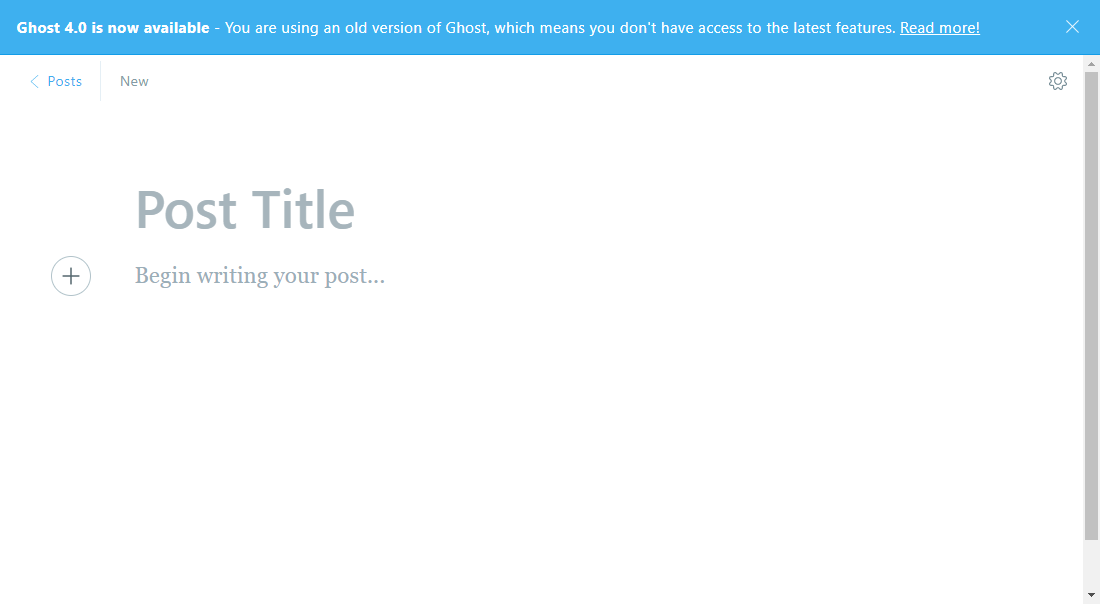 Ghost 4.0 is now available - You are using an old version of Ghost, which means you don't have access to the latest features. Read more!
Posts
New
Post Title
Begin writing your post...